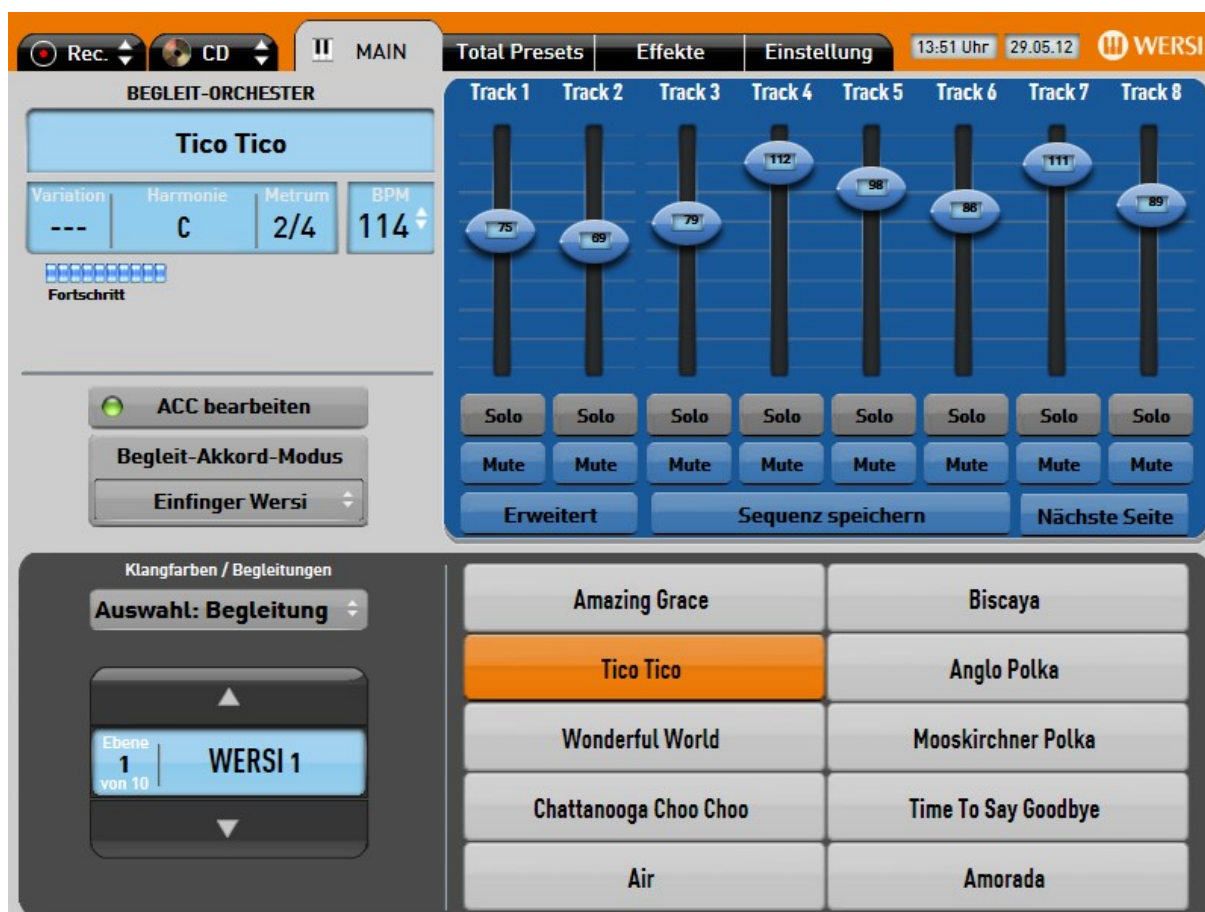 Rec. CD MAIN Total Presets Effekte Einstellung 13:51 Uhr 29.05.12 WERSI
BEGLEIT-ORCHESTER
Tico Tico
Variation Harmonie Metrum BPM
--- C 2/4 114
Fortschritt
ACC bearbeiten
Begleit-Akkord-Modus
Einfinger Wersi
Track 1 Track 2 Track 3 Track 4 Track 5 Track 6 Track 7 Track 8
75 69 79 112 98 86 111 89
Solo Solo Solo Solo Solo Solo Solo Solo
Mute Mute Mute Mute Mute Mute Mute Mute
Erweitert Sequenz speichern Nächste Seite
Klangfarben / Begleitungen
Auswahl: Begleitung
Ebene
1
von 10
WERSI 1
Amazing Grace Biscaya
Tico Tico Anglo Polka
Wonderful World Mooskirchner Polka
Chattanooga Choo Choo Time To Say Goodbye
Air Amorada